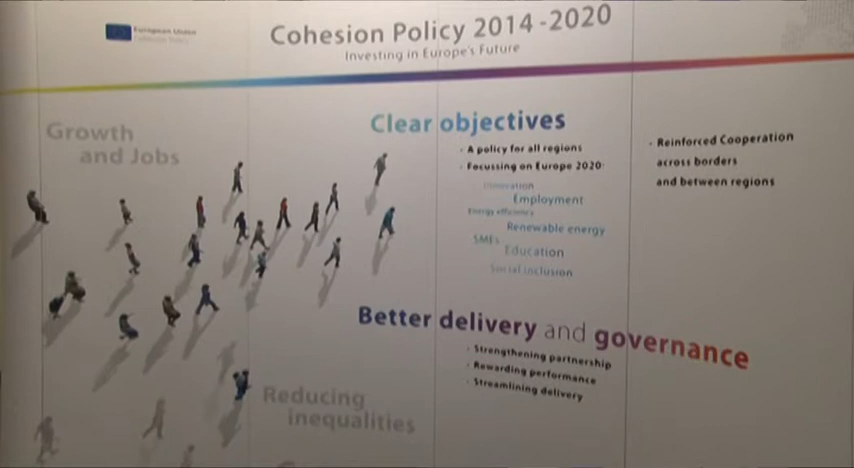 European Union
Cohesion Policy
Cohesion Policy 2014-2020
Investing in Europe's Future
Growth
and Jobs
Clear objectives
· A policy for all regions
· Focussing on Europe 2020
Innovation
Employment
Energy efficiency
Renewable energy
SMEs
Education
Social inclusion
· Reinforced Cooperation
across borders
and between regions
Better delivery and governance
· Strengthening partnership
· Rewarding performance
· Streamlining delivery
Reducing
inequalities